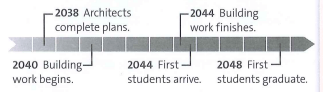 2038 Architects
complete plans.
2044 Building
work finishes.
2040 Building
work begins.
2044 First
students arrive.
2048 First
students graduate.